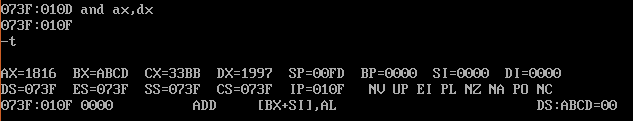 073F:010D and ax,dx
073F:010F
-t
AX=1816 BX=ABCD CX=33BB DX=1997 SP=00FD BP=0000 SI=0000 DI=0000
DS=073F ES=073F SS=073F CS=073F IP=010F NV UP EI PL NZ NA PO NC
073F:010F 0000 ADD [BX+SI],AL DS:ABCD=00